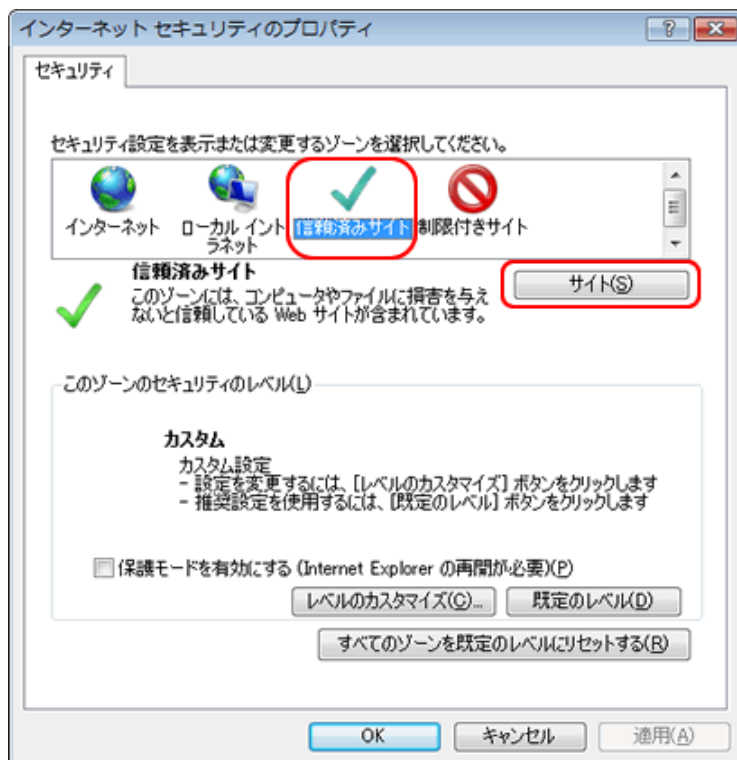 インターネット セキュリティのプロパティ
セキュリティ
セキュリティ設定を表示または変更するゾーンを選択してください。
インターネット
ローカル イント
ラネット
信頼済みサイト
制限付きサイト
信頼済みサイト
このゾーンには、コンピュータやファイルに損害を与え
ないと信頼している Web サイトが含まれています。
サイト(S)
このゾーンのセキュリティのレベル(L)
カスタム
カスタム設定
- 設定を変更するには、[レベルのカスタマイズ] ボタンをクリックします
- 推奨設定を使用するには、[既定のレベル] ボタンをクリックします
保護モードを有効にする (Internet Explorer の再開が必要)(P)
レベルのカスタマイズ(C)...
既定のレベル(D)
すべてのゾーンを既定のレベルにリセットする(R)
OK
キャンセル
適用(A)